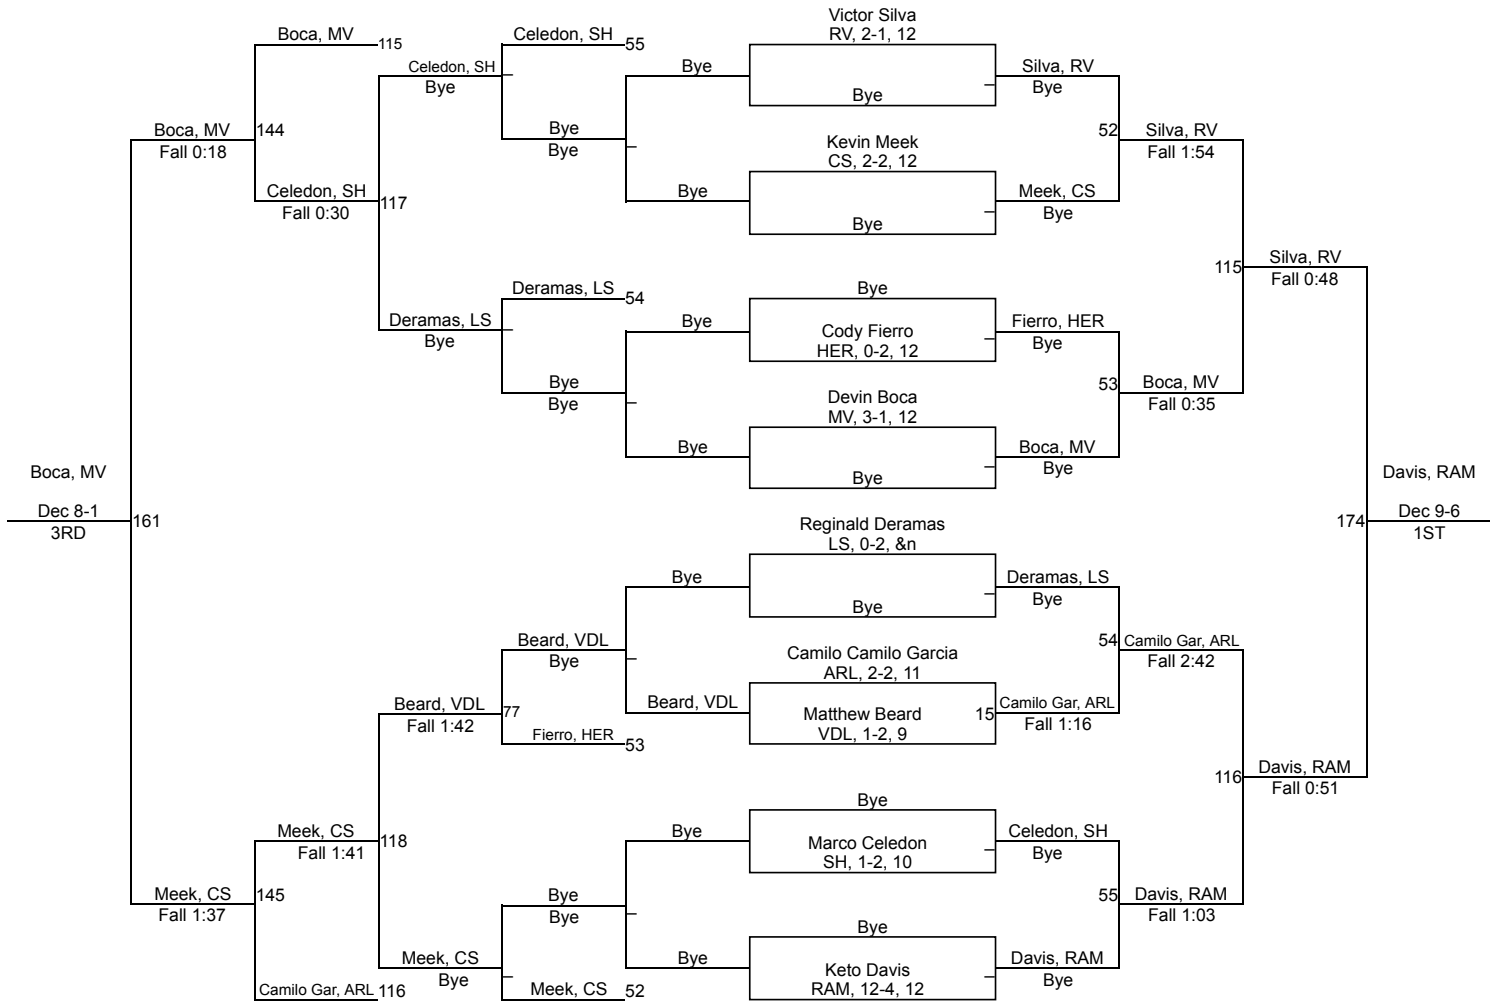 Victor Silva
RV, 2-1, 12
Boca, MV
115
Celedon, SH
55
Celedon, SH
Bye
Bye
Silva, RV
Bye
Bye
Boca, MV
144
Fall 0:18
Bye
Bye
Kevin Meek
CS, 2-2, 12
52
Silva, RV
Fall 1:54
Celedon, SH
117
Fall 0:30
Bye
Meek, CS
Bye
Bye
115
Silva, RV
Fall 0:48
Deramas, LS
54
Bye
Deramas, LS
Bye
Bye
Cody Fierro
HER, 0-2, 12
Fierro, HER
Bye
Bye
Bye
Devin Boca
MV, 3-1, 12
53
Boca, MV
Fall 0:35
Bye
Boca, MV
Bye
Bye
Boca, MV
Dec 8-1
161
3RD
Davis, RAM
174
Dec 9-6
1ST
Reginald Deramas
LS, 0-2, &n
Bye
Deramas, LS
Bye
Bye
Beard, VDL
Bye
Camilo Camilo Garcia
ARL, 2-2, 11
54
Camilo Gar, ARL
Fall 2:42
Beard, VDL
77
Fall 1:42
Beard, VDL
Matthew Beard
VDL, 1-2, 9
15
Camilo Gar, ARL
Fall 1:16
Fierro, HER
53
116
Davis, RAM
Fall 0:51
Bye
Meek, CS
118
Fall 1:41
Bye
Marco Celedon
SH, 1-2, 10
Celedon, SH
Bye
Meek, CS
145
Fall 1:37
Bye
Bye
55
Davis, RAM
Fall 1:03
Bye
Meek, CS
Bye
Bye
Keto Davis
RAM, 12-4, 12
Davis, RAM
Bye
Camilo Gar, ARL
116
Meek, CS
52